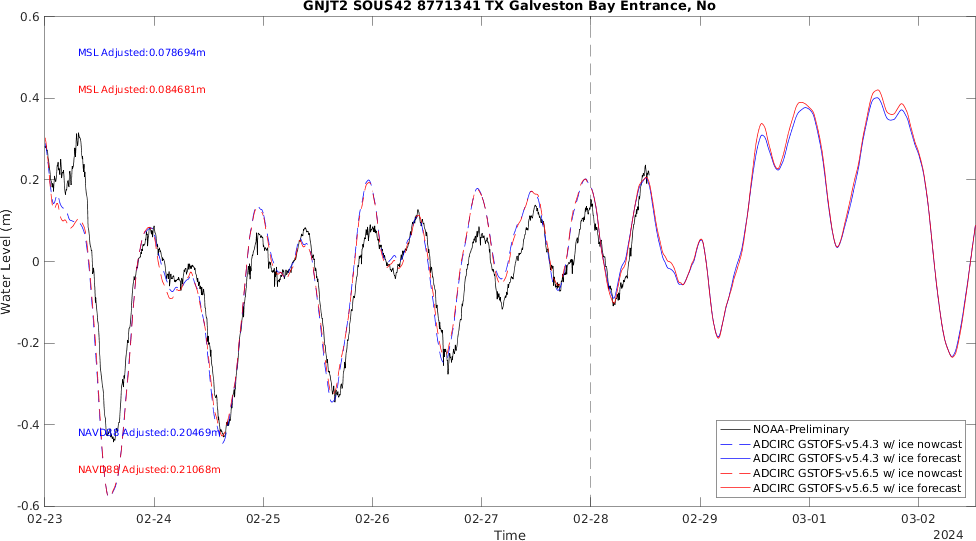 GNJT2 SOUS42 8771341 TX Galveston Bay Entrance, No
0.6
0.4
0.2
0
-0.2
-0.4
-0.6
Water Level (m)
MSL Adjusted:0.078694m
MSL Adjusted:0.084681m
NAVD88 Adjusted:0.20469m
NAVD88 Adjusted:0.21068m
NOAA-Preliminary
ADCIRC GSTOFS-v5.4.3 w/ ice nowcast
ADCIRC GSTOFS-v5.4.3 w/ ice forecast
ADCIRC GSTOFS-v5.6.5 w/ ice nowcast
ADCIRC GSTOFS-v5.6.5 w/ ice forecast
02-23 02-24 02-25 02-26 02-27 02-28 02-29 03-01 03-02
Time
2024